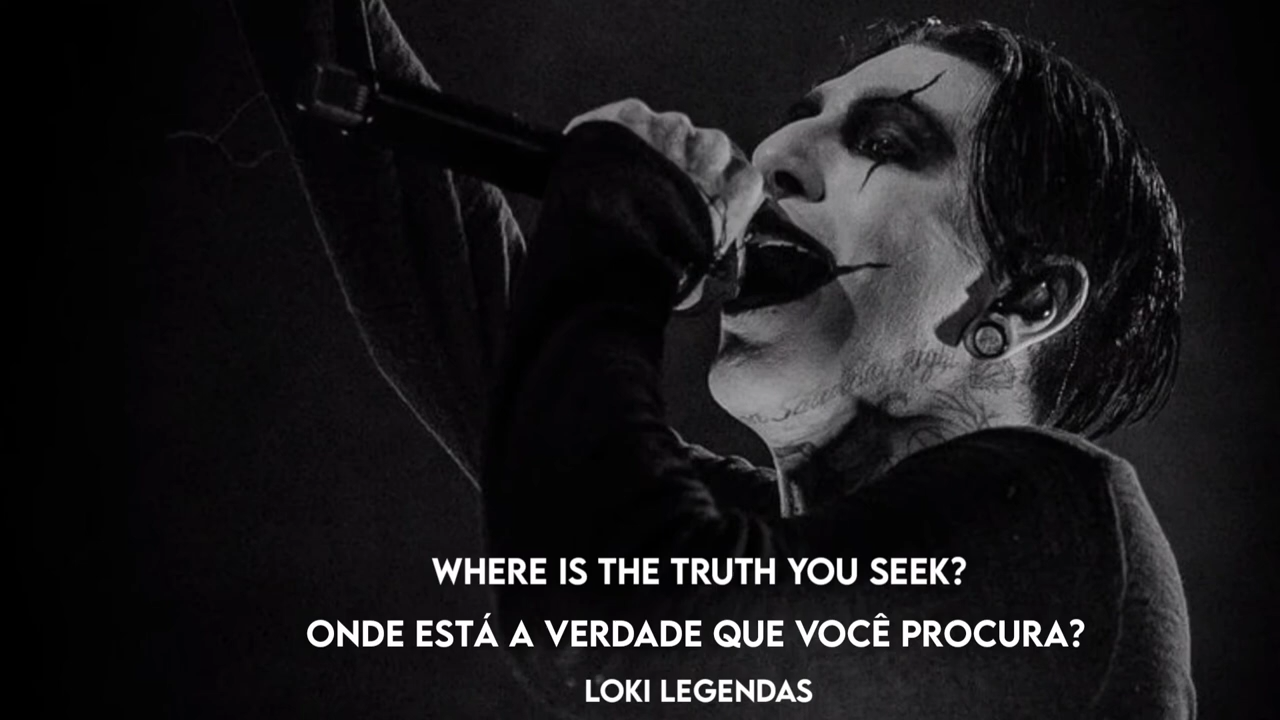 WHERE IS THE TRUTH YOU SEEK?
ONDE ESTÁ A VERDADE QUE VOCÊ PROCURA?
LOKI LEGENDAS